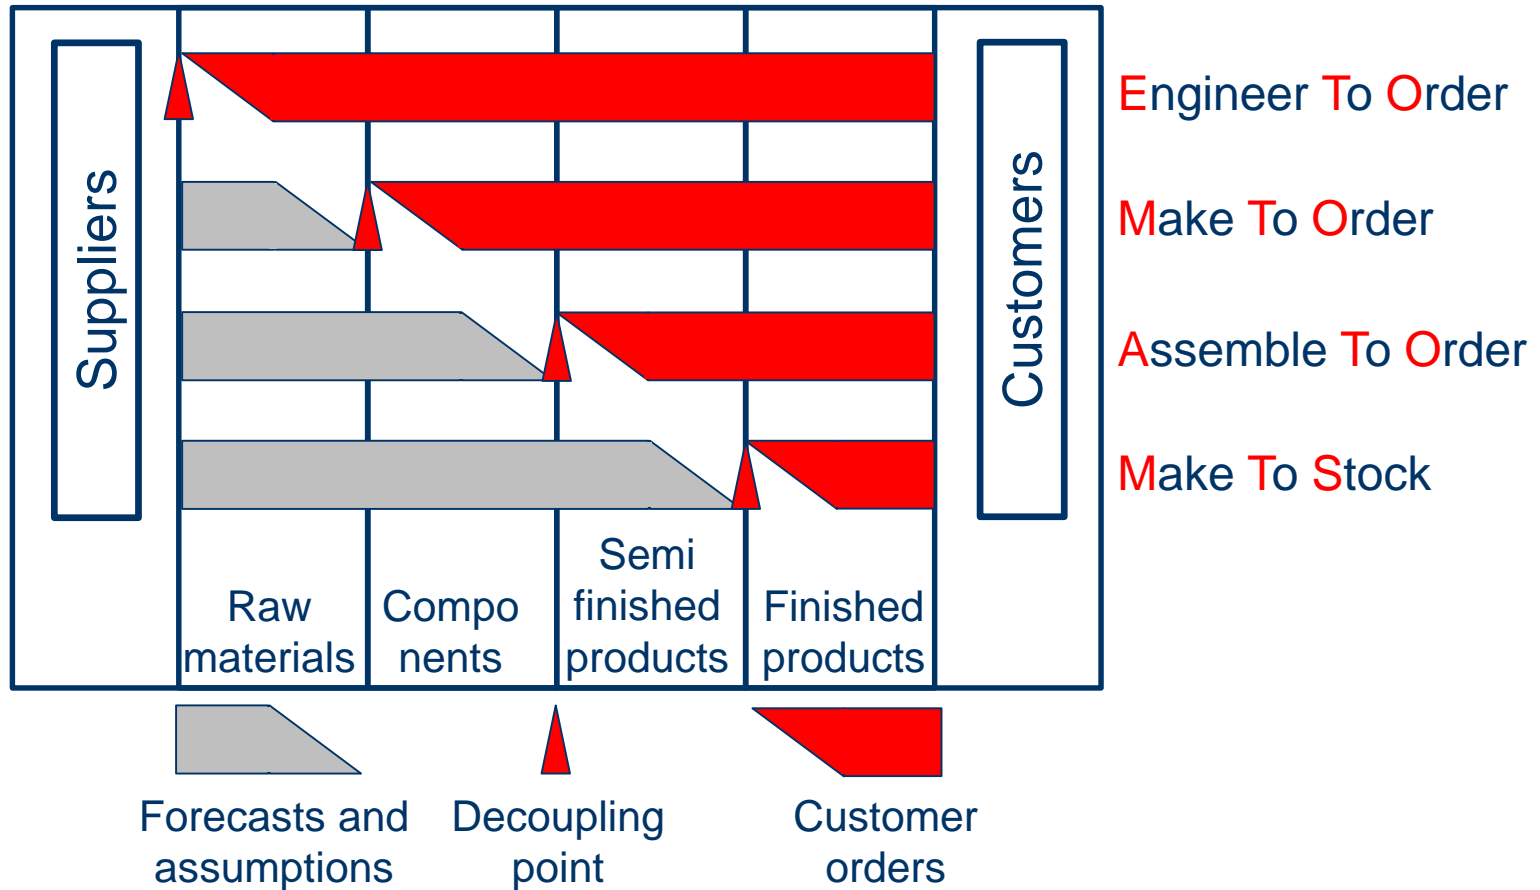 Suppliers
Customers
Engineer To Order
Make To Order
Assemble To Order
Make To Stock
Raw
materials
Compo
nents
Semi
finished
products
Finished
products
Forecasts and
assumptions
Decoupling
point
Customer
orders